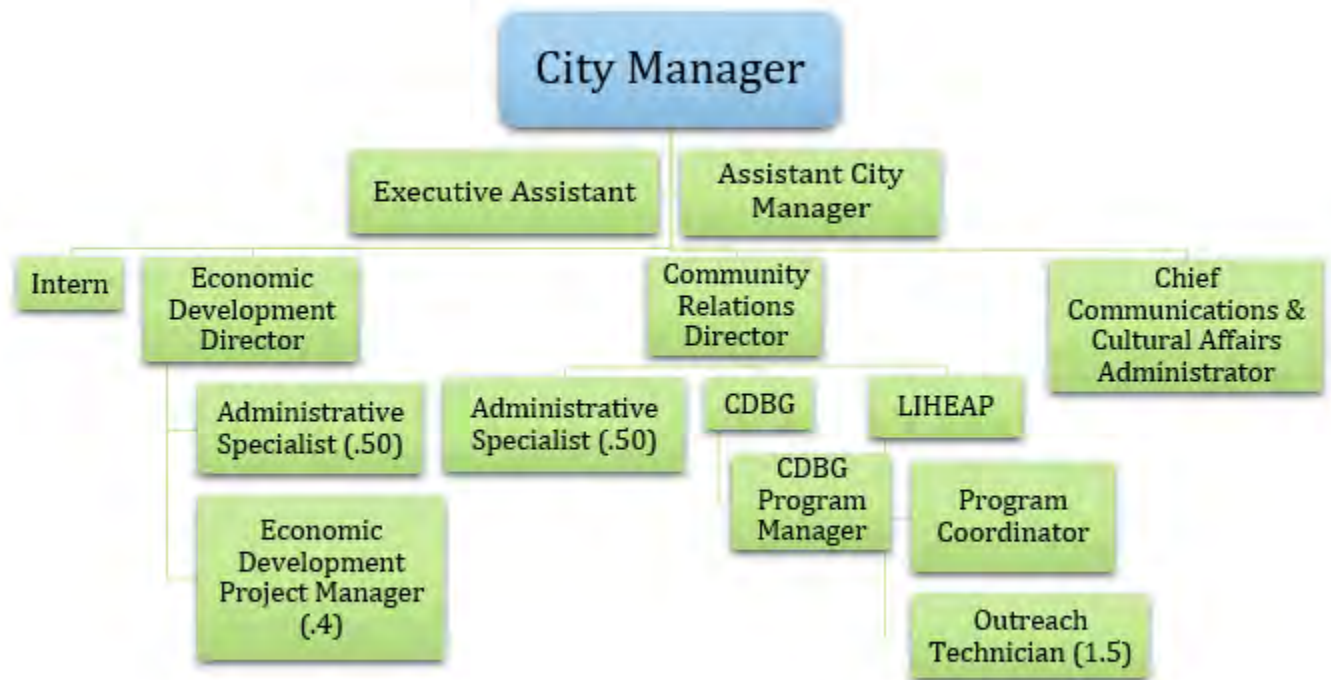 City Manager
Executive Assistant
Assistant City
Manager
Intern
Economic
Development
Director
Community
Relations
Director
Chief
Communications &
Cultural Affairs
Administrator
Administrative
Specialist (.50)
Economic
Development
Project Manager
(.4)
Administrative
Specialist (.50)
CDBG
LIHEAP
CDBG
Program
Manager
Program
Coordinator
Outreach
Technician (1.5)